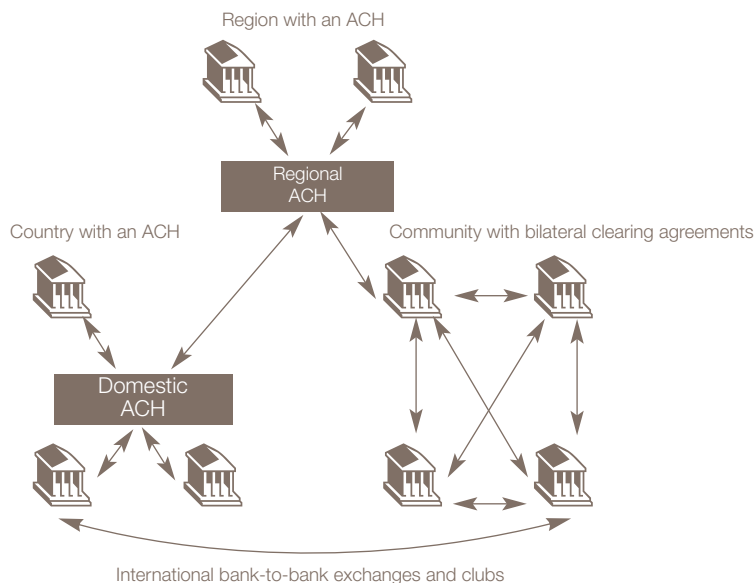 Region with an ACH
Regional
ACH
Country with an ACH
Community with bilateral clearing agreements
Domestic
ACH
International bank-to-bank exchanges and clubs